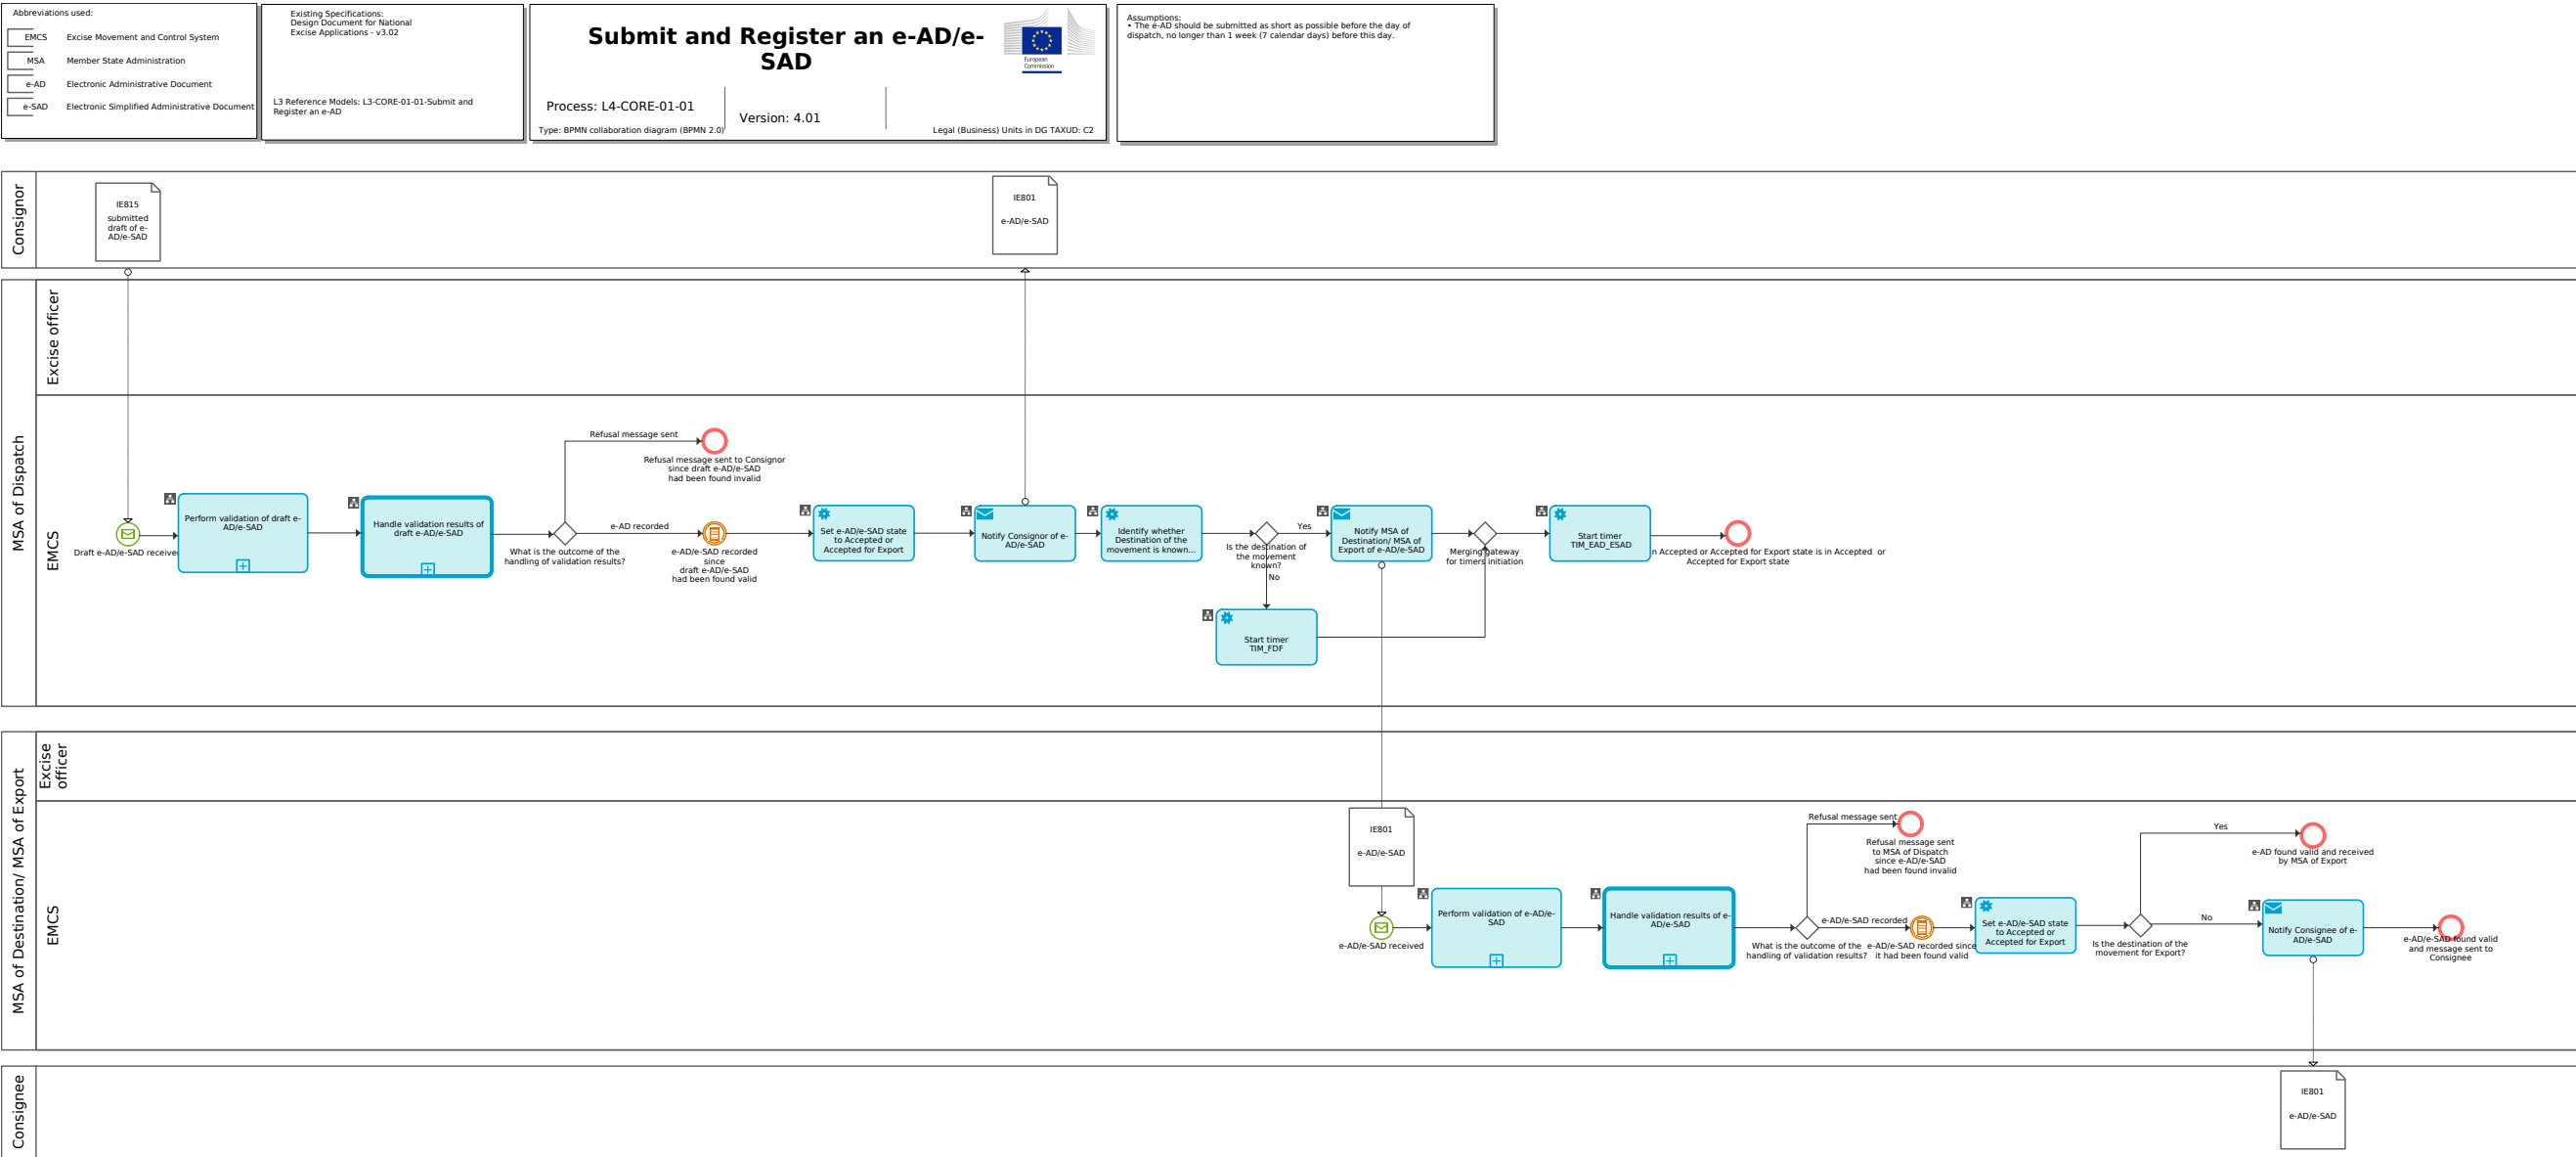 Abbreviations used:
EMCS Excise Movement and Control System
MSA Member State Administration
e-AD Electronic Administrative Document
e-SAD Electronic Simplified Administrative Document
Existing Specifications:
Design Document for National
Excise Applications - v3.02
L3 Reference Models: L3-CORE-01-01-Submit and
Register an e-AD
Submit and Register an e-AD/e-
SAD
European
Commission
Process: L4-CORE-01-01
Version: 4.01
Type: BPMN collaboration diagram (BPMN 2.0)
Legal (Business) Units in DG TAXUD: C2
Assumptions:
• The e-AD should be submitted as short as possible before the day of
dispatch, no longer than 1 week (7 calendar days) before this day.
Consignor
IE815
submitted
draft of e-
AD/e-SAD
IE801
e-AD/e-SAD
MSA of Dispatch
Excise officer
EMCS
Draft e-AD/e-SAD received
Perform validation of draft e-
AD/e-SAD
Handle validation results of
draft e-AD/e-SAD
What is the outcome of the
handling of validation results?
Refusal message sent
Refusal message sent to Consignor
since draft e-AD/e-SAD
had been found invalid
e-AD recorded
e-AD/e-SAD recorded
since
draft e-AD/e-SAD
had been found valid
Set e-AD/e-SAD state
to Accepted or
Accepted for Export
Notify Consignor of e-
AD/e-SAD
Identify whether
Destination of the
movement is known...
Is the destination of
the movement
known?
Yes
No
Start timer
TIM_FDF
Notify MSA of
Destination/ MSA of
Export of e-AD/e-SAD
Merging gateway
for timers initiation
Start timer
TIM_EAD_ESAD
n Accepted or Accepted for Export state is in Accepted or
Accepted for Export state
MSA of Destination/ MSA of Export
Excise
officer
EMCS
IE801
e-AD/e-SAD
e-AD/e-SAD received
Perform validation of e-AD/e-
SAD
Handle validation results of e-
AD/e-SAD
What is the outcome of the
handling of validation results?
Refusal message sent
Refusal message sent
to MSA of Dispatch
since e-AD/e-SAD
had been found invalid
e-AD/e-SAD recorded
e-AD/e-SAD recorded since
it had been found valid
Set e-AD/e-SAD state
to Accepted or
Accepted for Export
Is the destination of the
movement for Export?
Yes
e-AD found valid and received
by MSA of Export
No
Notify Consignee of e-
AD/e-SAD
e-AD/e-SAD found valid
and message sent to
Consignee
Consignee
IE801
e-AD/e-SAD